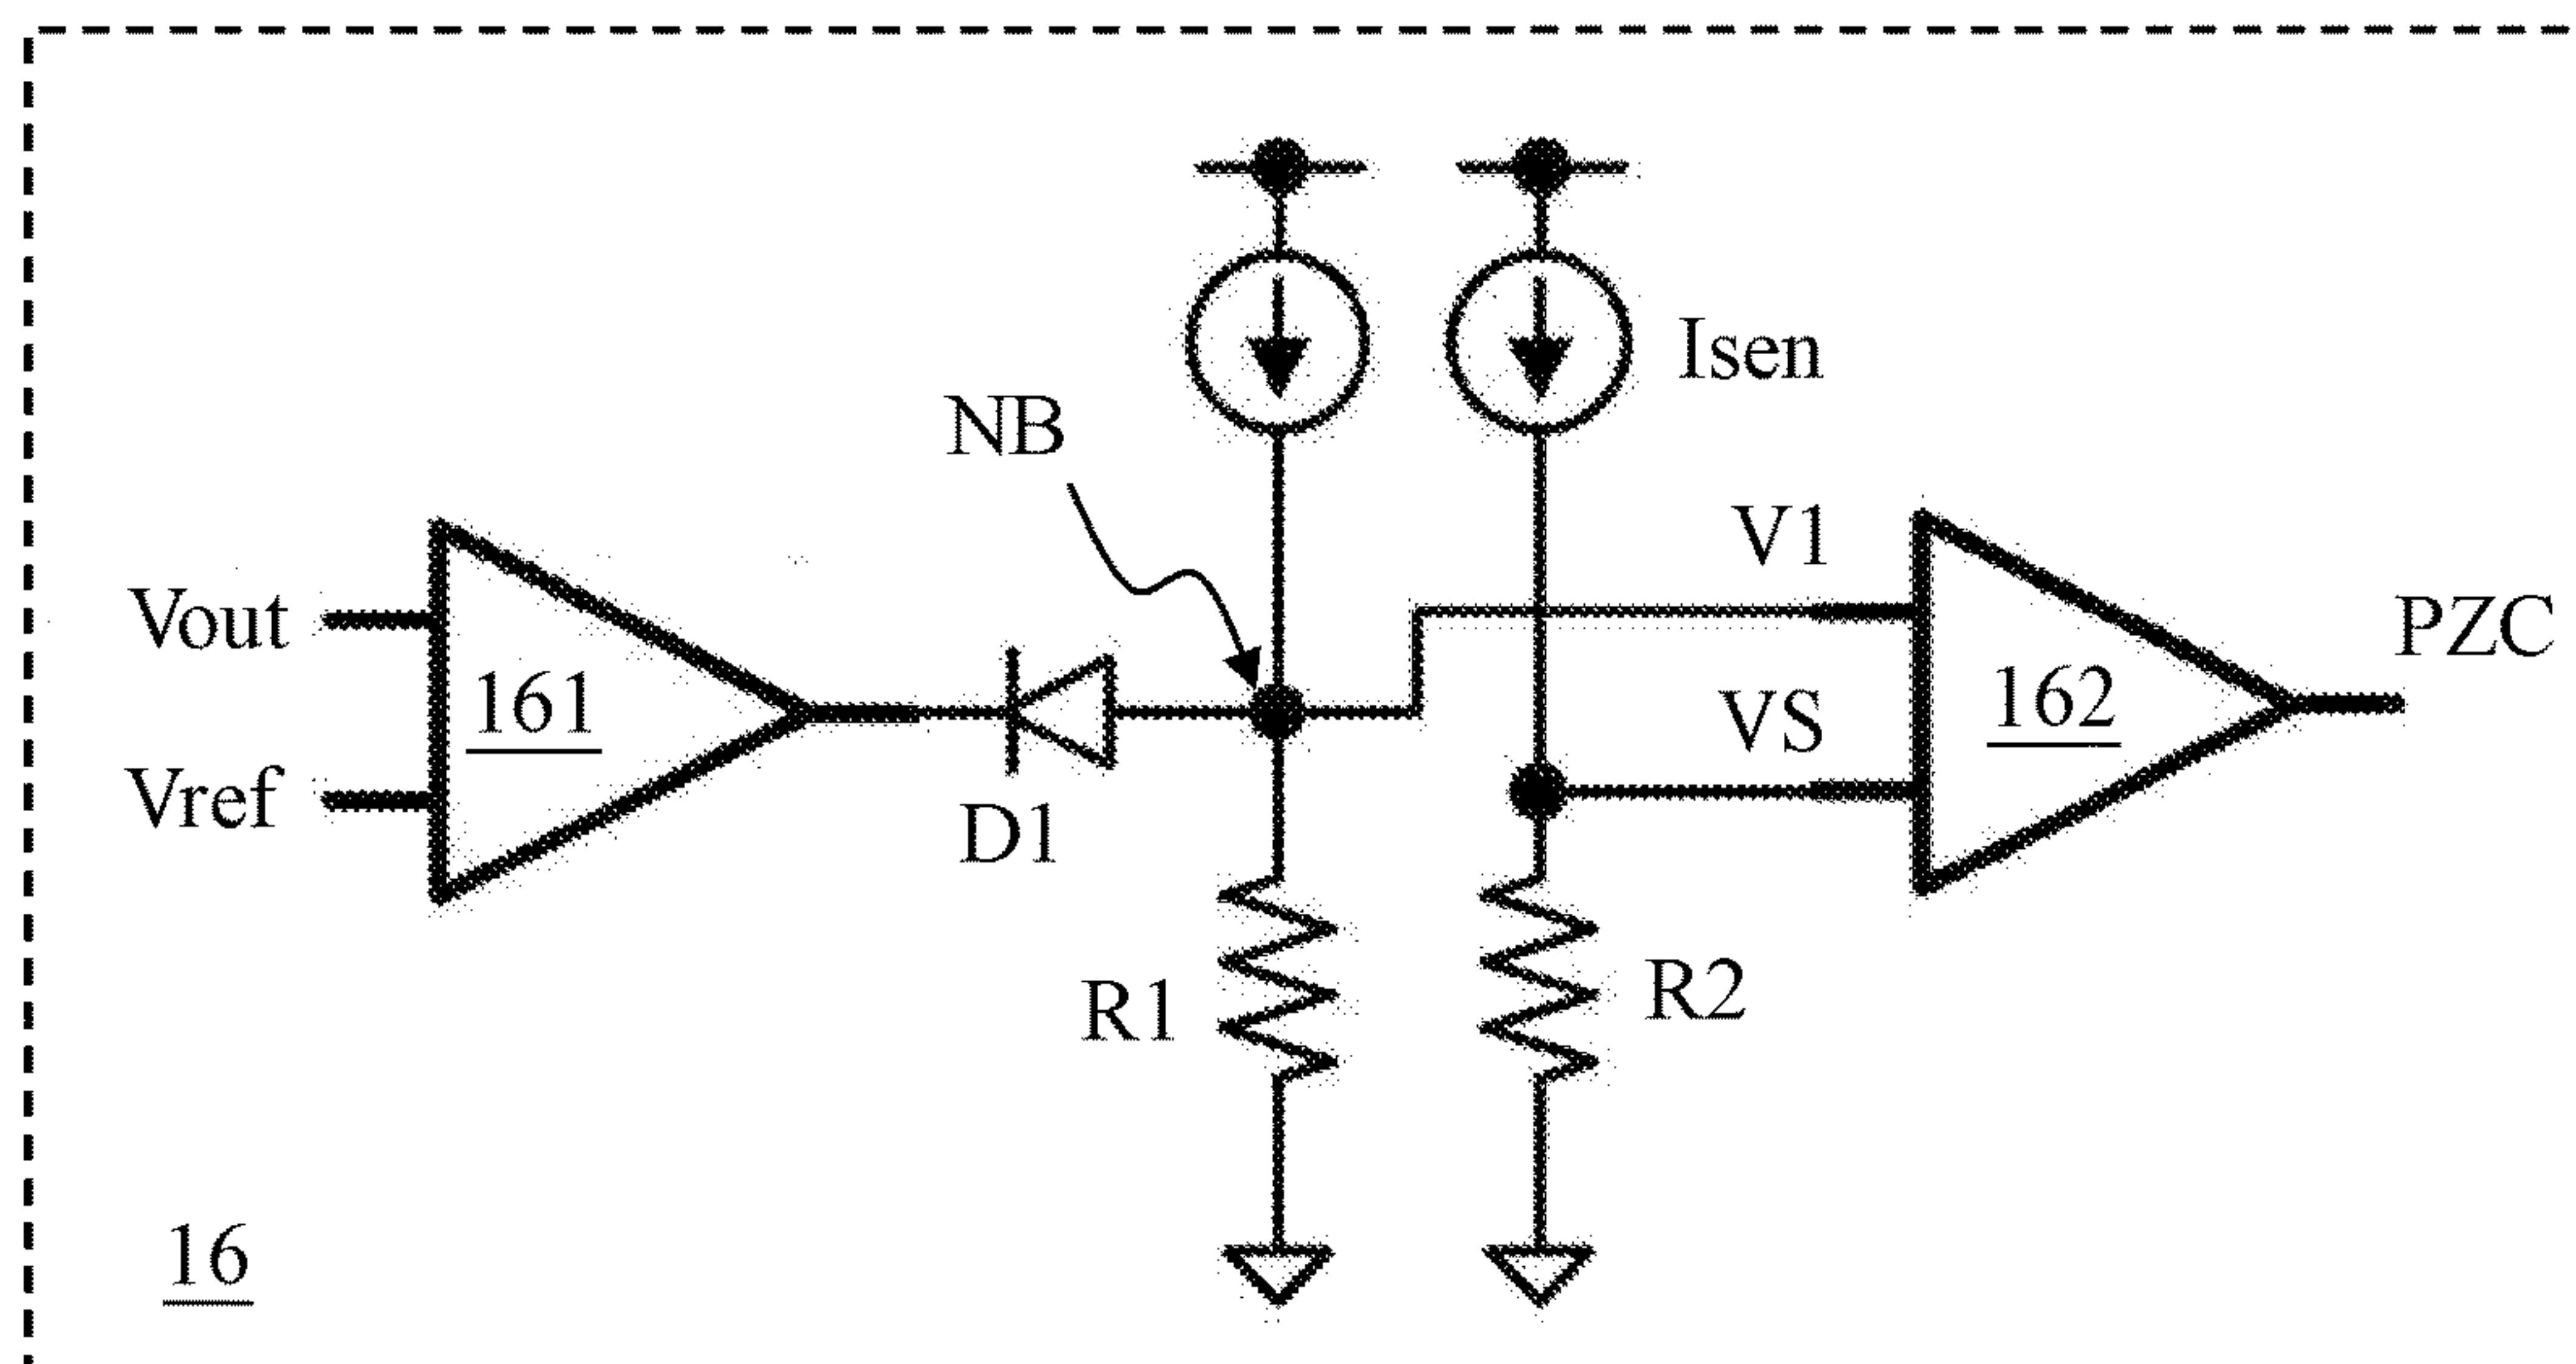 Isen
NB
V1
Vout
PZC
161
162
VS
Vref
D1
R1
R2
16